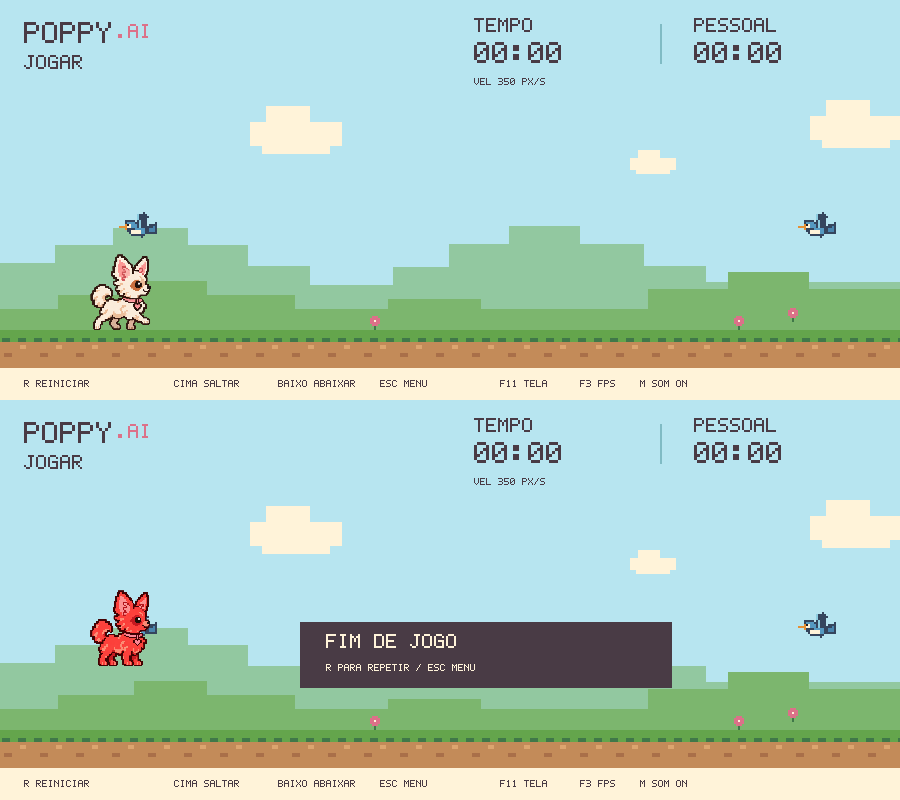 POPPY.AI
JOGAR
TEMPO
00:00
VEL 350 PX/S
PESSOAL
00:00
R REINICIAR CIMA SALTAR BAIXO ABAIXAR ESC MENU F11 TELA F3 FPS M SOM ON
POPPY.AI
JOGAR
TEMPO
00:00
VEL 350 PX/S
PESSOAL
00:00
FIM DE JOGO
R PARA REPETIR / ESC MENU
R REINICIAR CIMA SALTAR BAIXO ABAIXAR ESC MENU F11 TELA F3 FPS M SOM ON